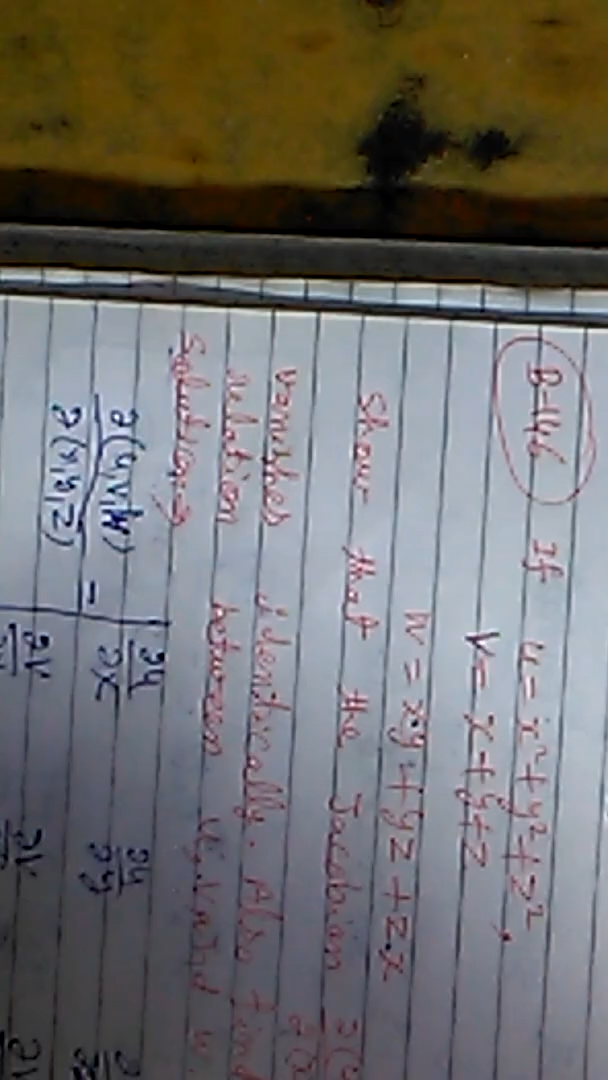 B-146 If u = x² + y² + z²,
v = x + y + z
w = xy + yz + zx
Show that the Jacobian ∂(u
∂(x
vanishes identically. Also find
relation between u, v and w.
Solution→
∂(u,v,w) / ∂(x,y,z) = | ∂u/∂x ∂u/∂y ∂
∂v ∂v ∂v